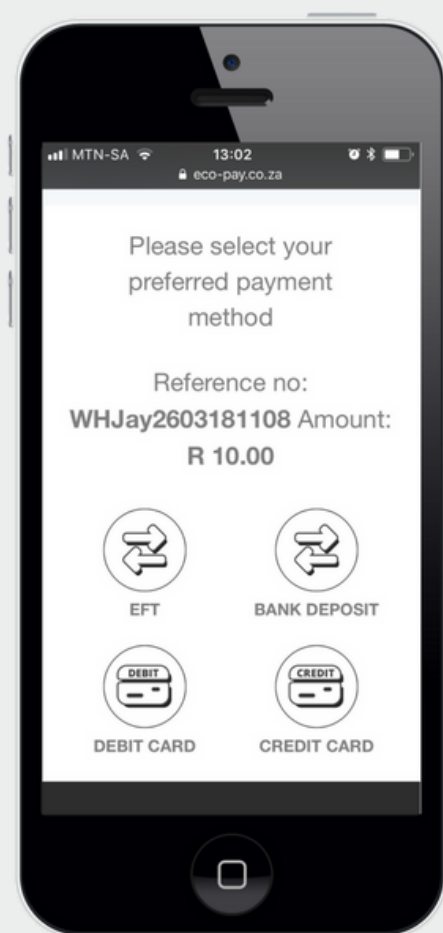 MTN-SA 13:02
eco-pay.co.za
Please select your
preferred payment
method
Reference no:
WHJay2603181108 Amount:
R 10.00
EFT BANK DEPOSIT
DEBIT CREDIT
DEBIT CARD CREDIT CARD